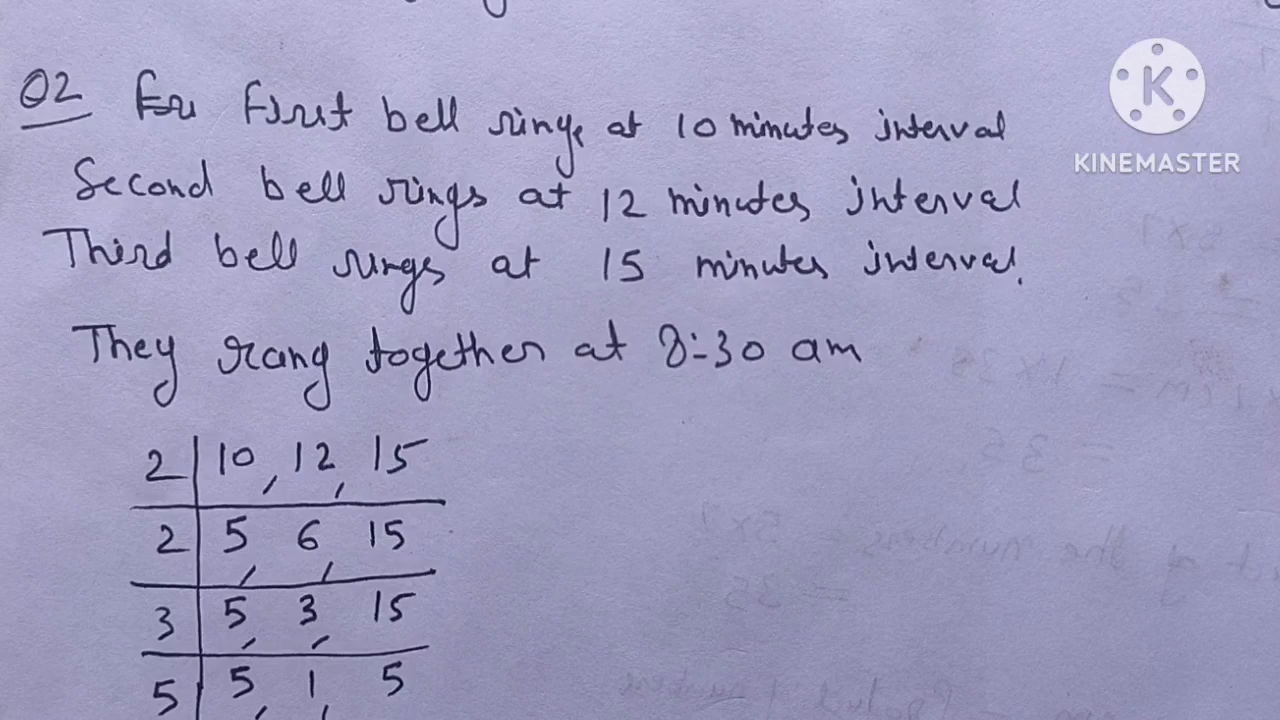 K
KINEMASTER
Q2 For First bell rings at 10 minutes interval
Second bell rings at 12 minutes interval
Third bell rings at 15 minutes interval.
They rang together at 8:30 am
2 | 10, 12, 15
2 | 5, 6, 15
3 | 5, 3, 15
5 | 5, 1, 5